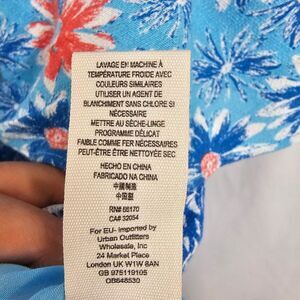 LAVAGE EN MACHINE À
TEMPÉRATURE FROIDE AVEC
COULEURS SIMILAIRES
UTILISER UN AGENT DE
BLANCHIMENT SANS CHLORE SI
NÉCESSAIRE
METTRE AU SÈCHE-LINGE
PROGRAMME DÉLICAT
FAIBLE COMME FER NÉCESSAIRES
PEUT-ÊTRE ÊTRE NETTOYÉE SEC
HECHO EN CHINA
FABRICADO NA CHINA
中國製造
中国制
RN# 66170
CA# 32054
For EU- imported by
Urban Outfitters
Wholesale, Inc
24 Market Place
London UK W1W 8AN
GB 975119105
OB648530